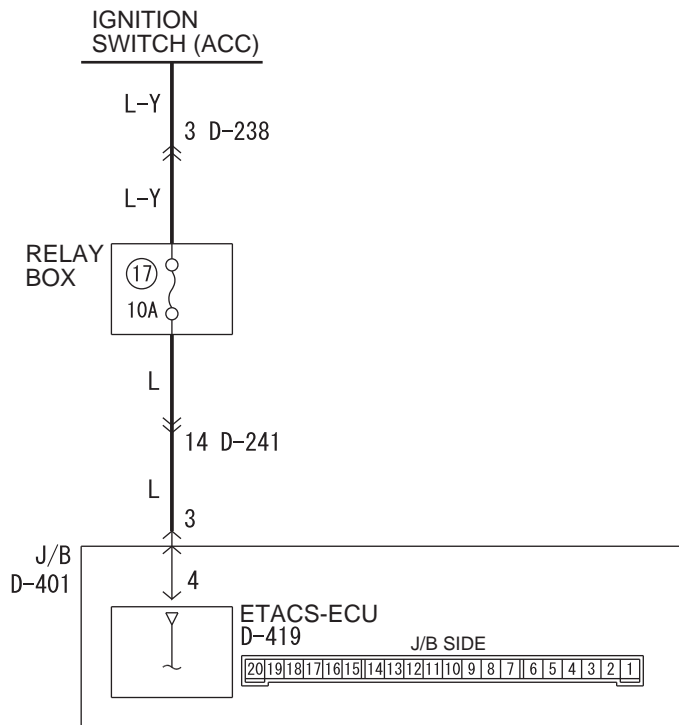 IGNITION
SWITCH (ACC)
L-Y
3 D-238
L-Y
RELAY
BOX
17
10A
L
14 D-241
L
3
J/B
D-401
4
ETACS-ECU
D-419
J/B SIDE
20 19 18 17 16 15 14 13 12 11 10 9 8 7 6 5 4 3 2 1